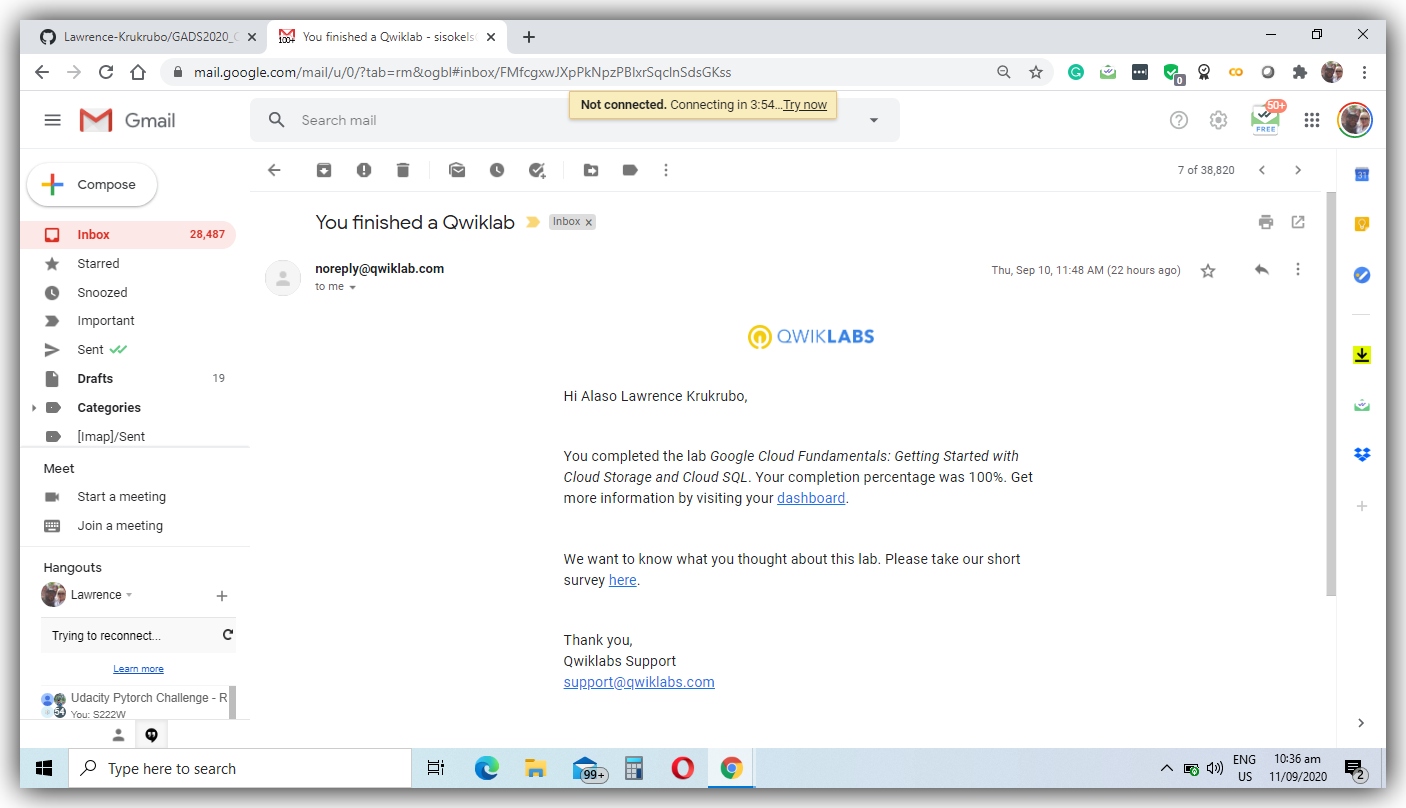 Lawrence-Krukrubo/GADS2020_
100+
You finished a Qwiklab - sisokels
mail.google.com/mail/u/0/?tab=rm&ogbl#inbox/FMfcgxwJXpPkNpzPBlxrSqclnSdsGKss
0
Not connected. Connecting in 3:54...Try now
Gmail
Search mail
50+
FREE
Compose
7 of 38,820
31
You finished a Qwiklab
Inbox x
Inbox
28,487
Starred
Snoozed
Important
Sent
Drafts
19
Categories
[Imap]/Sent
noreply@qwiklab.com
Thu, Sep 10, 11:48 AM (22 hours ago)
to me
QWIKLABS
Hi Alaso Lawrence Krukrubo,
You completed the lab Google Cloud Fundamentals: Getting Started with
Cloud Storage and Cloud SQL. Your completion percentage was 100%. Get
more information by visiting your dashboard.
We want to know what you thought about this lab. Please take our short
survey here.
Thank you,
Qwiklabs Support
support@qwiklabs.com
Meet
Start a meeting
Join a meeting
Hangouts
Lawrence
Trying to reconnect...
Learn more
Udacity Pytorch Challenge - R
54
You: S222W
Type here to search
99+
ENG
US
10:36 am
11/09/2020
2